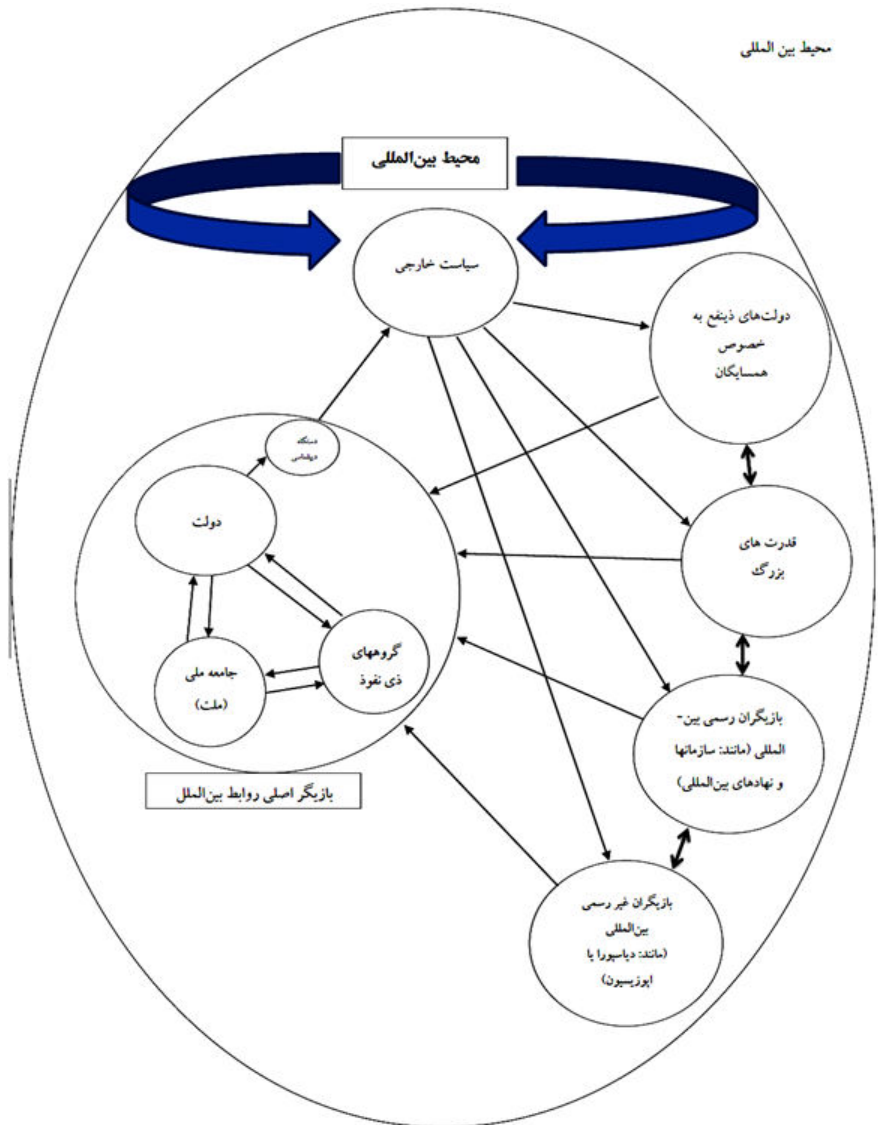 محیط بین المللی
محیط بین‌المللی
سیاست خارجی
دولت‌های ذینفع به
خصوص
همسایگان
دستگاه
دیپلماسی
دولت
قدرت های
بزرگ
گروههای
ذی نفوذ
جامعه ملی
(ملت)
بازیگران رسمی بین-
المللی (مانند: سازمانها
و نهادهای بین‌المللی)
بازیگر اصلی روابط بین‌الملل
بازیگران غیر رسمی
بین‌المللی
(مانند: دیاسپورا یا
اپوزیسیون)